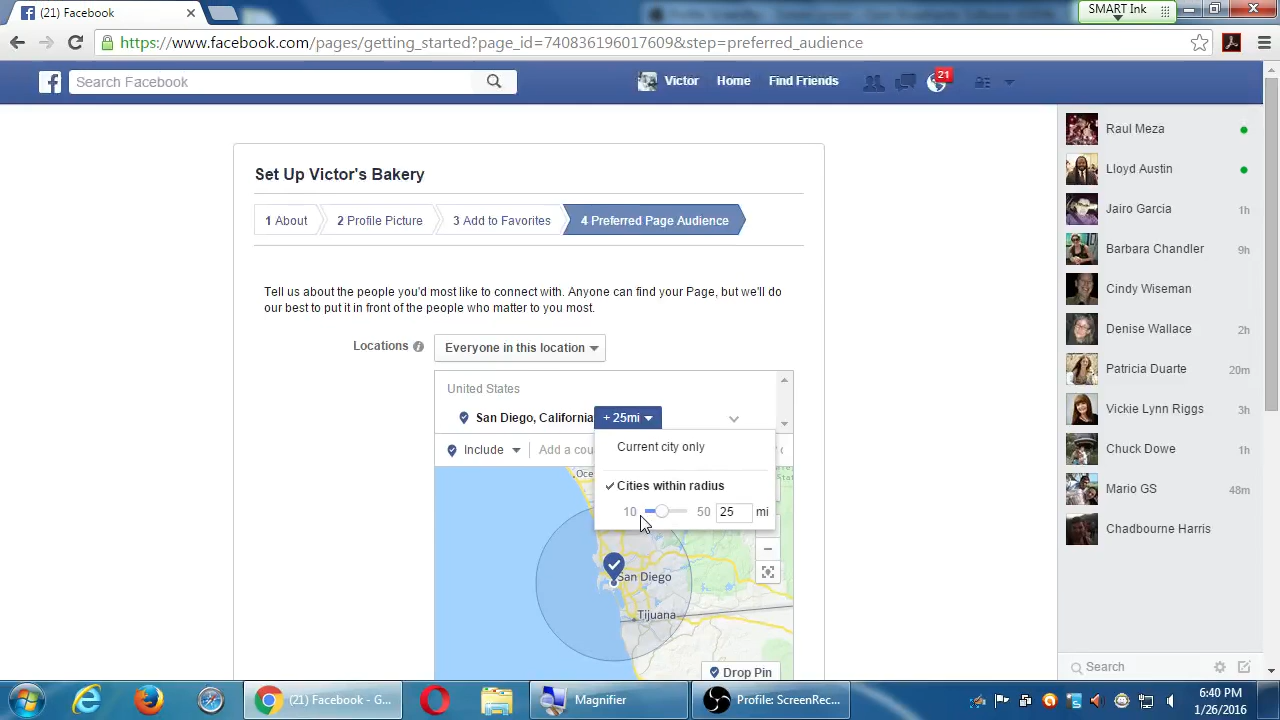 (21) Facebook
SMART Ink
https://www.facebook.com/pages/getting_started?page_id=740836196017609&step=preferred_audience
Search Facebook
Victor
Home
Find Friends
21
Set Up Victor's Bakery
1 About
2 Profile Picture
3 Add to Favorites
4 Preferred Page Audience
Tell us about the people you'd most like to connect with. Anyone can find your Page, but we'll do
our best to put it in front of the people who matter to you most.
Locations
Everyone in this location
United States
San Diego, California
+ 25mi
Include
Add a cou
Current city only
Cities within radius
10
50
25
mi
Oce
San Diego
Tijuana
Drop Pin
Raul Meza
Lloyd Austin
Jairo Garcia 1h
Barbara Chandler 9h
Cindy Wiseman
Denise Wallace 2h
Patricia Duarte 20m
Vickie Lynn Riggs 3h
Chuck Dowe 1h
Mario GS 48m
Chadbourne Harris
Search
(21) Facebook - G...
Magnifier
Profile: ScreenRec...
6:40 PM
1/26/2016